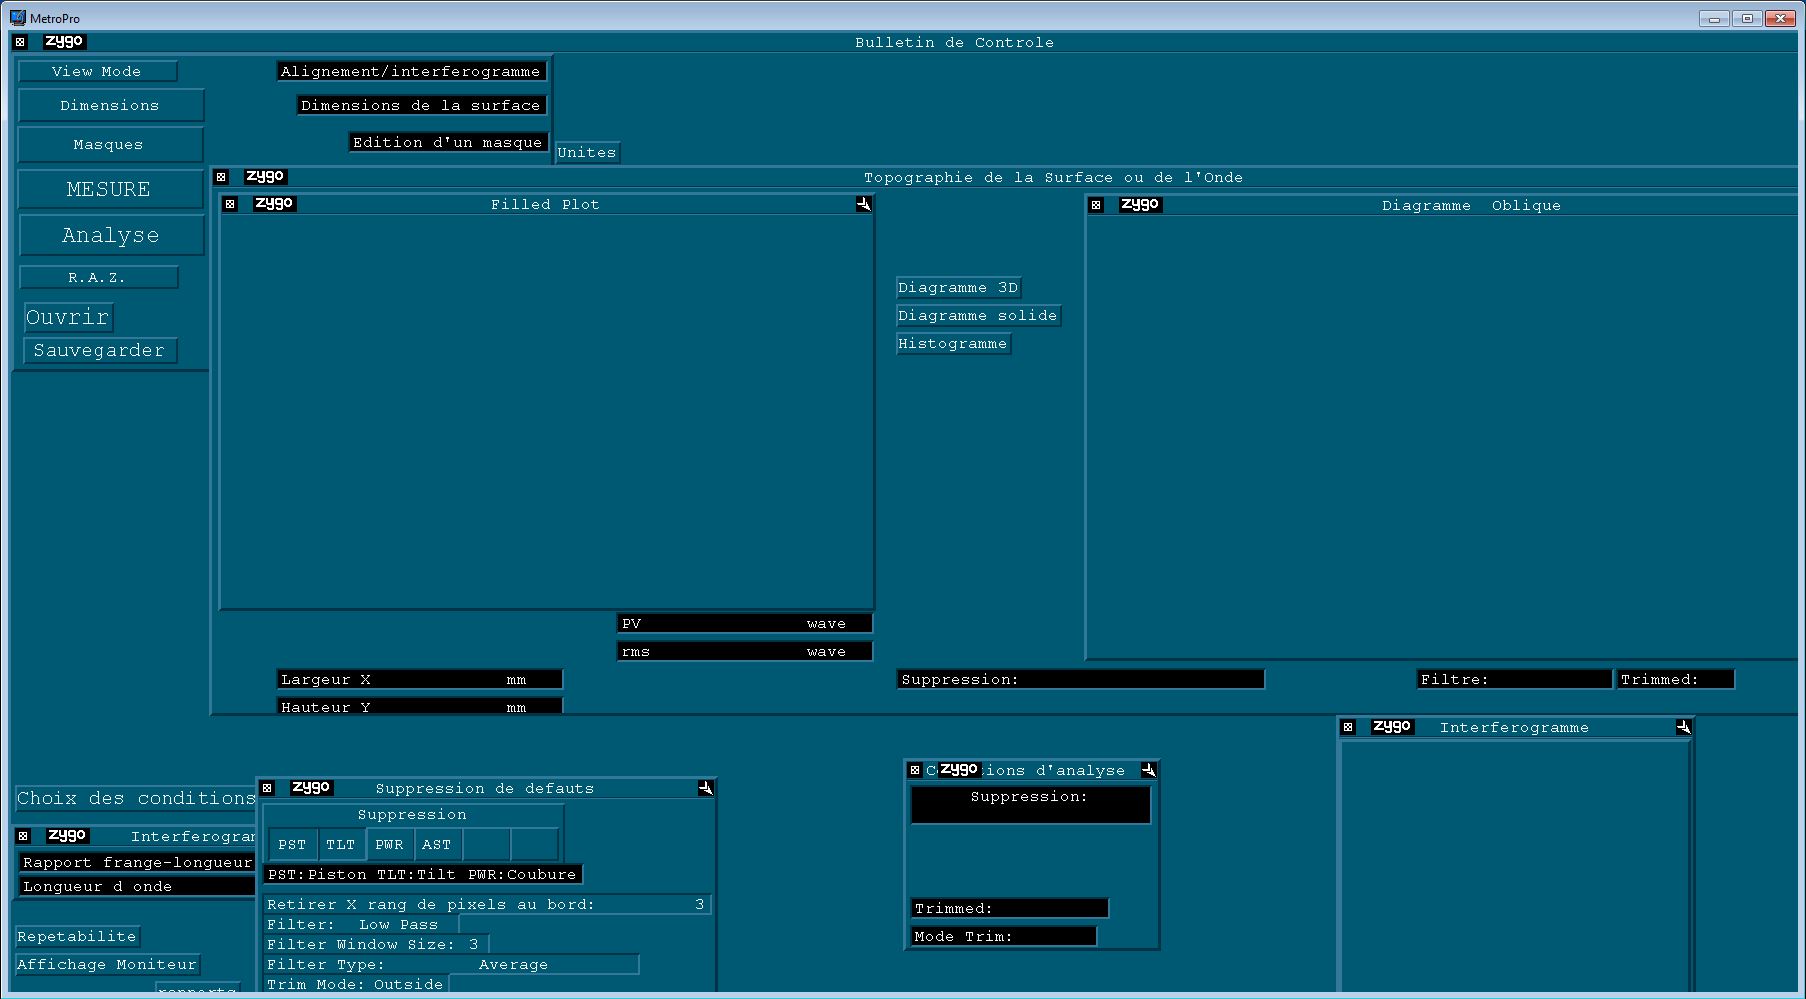 MetroPro
zygo Bulletin de Controle
View Mode
Alignement/interferogramme
Dimensions
Dimensions de la surface
Masques
Edition d'un masque
Unites
MESURE
Analyse
R.A.Z.
Ouvrir
Sauvegarder
zygo Topographie de la Surface ou de l'Onde
zygo Filled Plot
zygo Diagramme Oblique
Diagramme 3D
Diagramme solide
Histogramme
PV wave
rms wave
Largeur X mm
Hauteur Y mm
Suppression:
Filtre:
Trimmed:
zygo Interferogramme
Choix des conditions
zygo
Rapport frange-longueur
Longueur d onde
Repetabilite
Affichage Moniteur
zygo Suppression de defauts
Suppression
PST TLT PWR AST
PST:Piston TLT:Tilt PWR:Coubure
Retirer X rang de pixels au bord: 3
Filter: Low Pass
Filter Window Size: 3
Filter Type: Average
Trim Mode: Outside
zygo d'analyse
Suppression:
Trimmed:
Mode Trim: